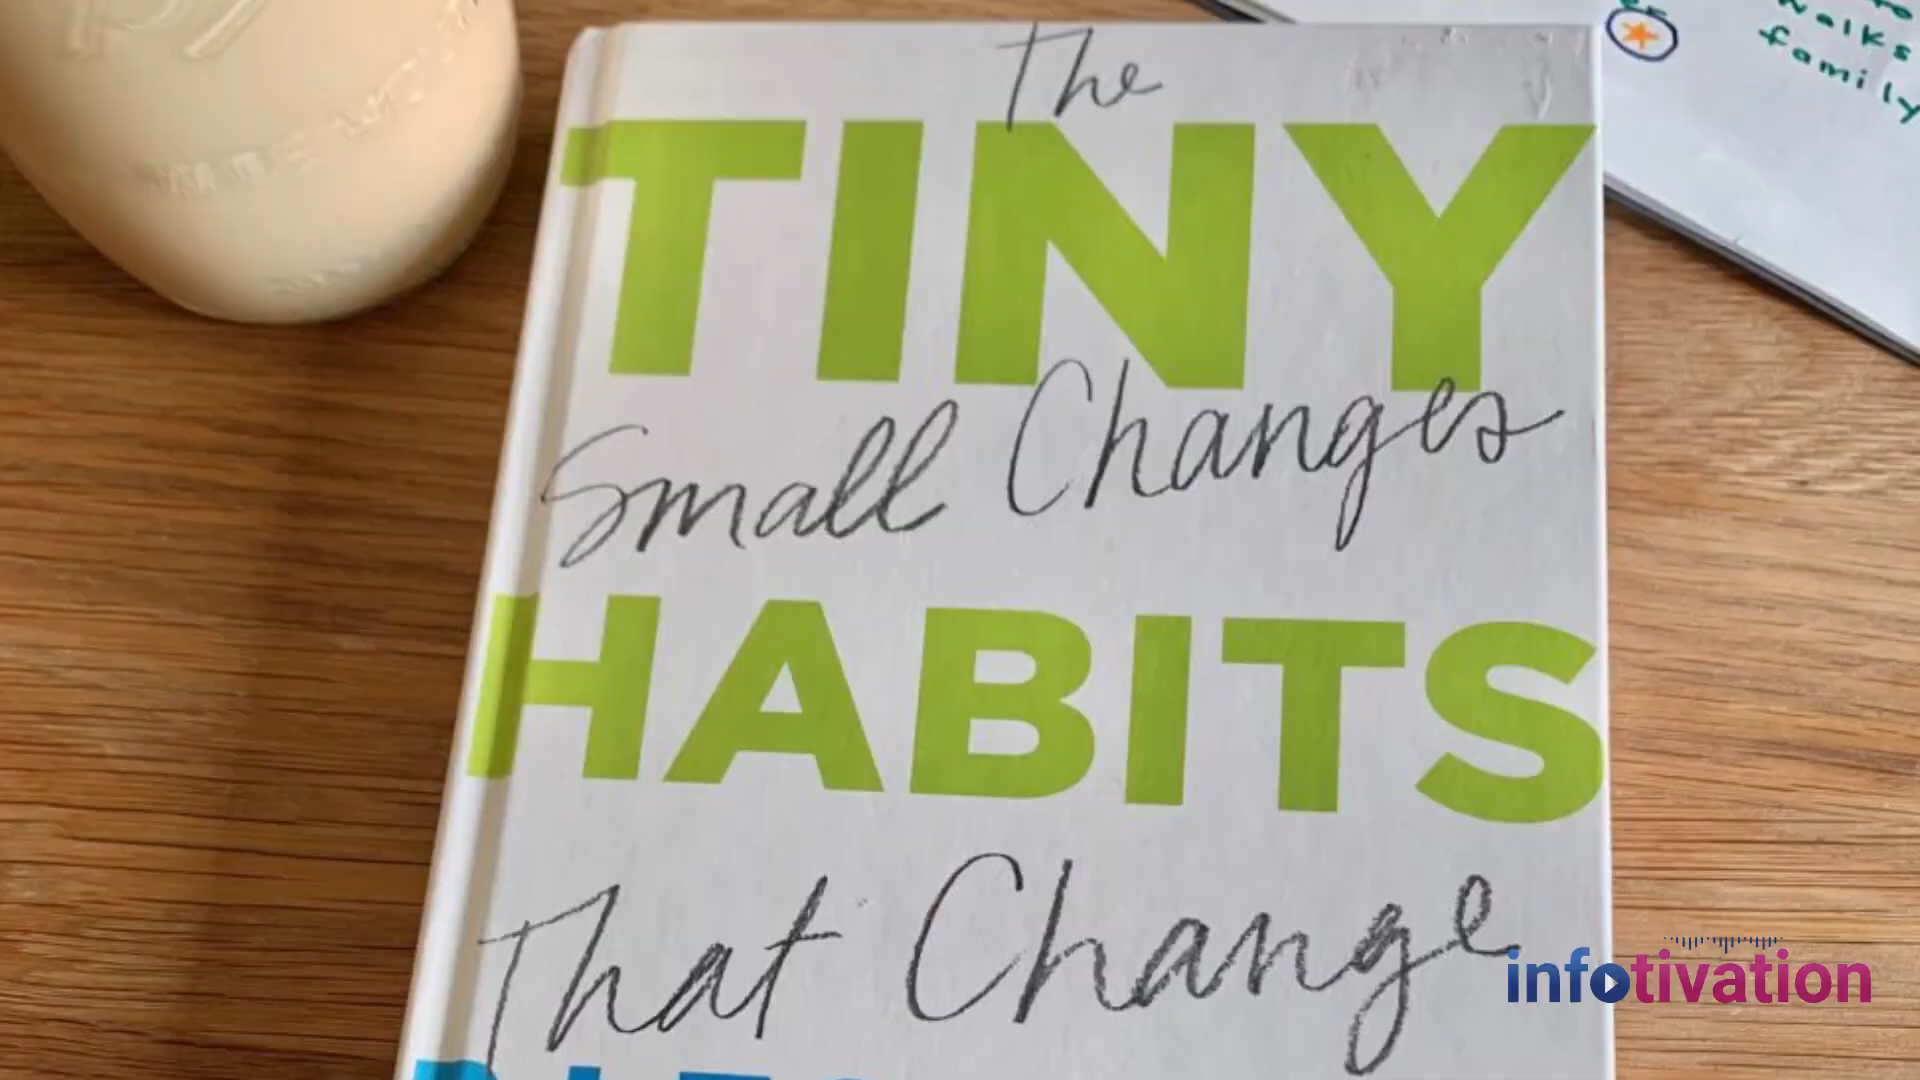 The
TINY
Small Changes
HABITS
That Change
walks
family
infotivation